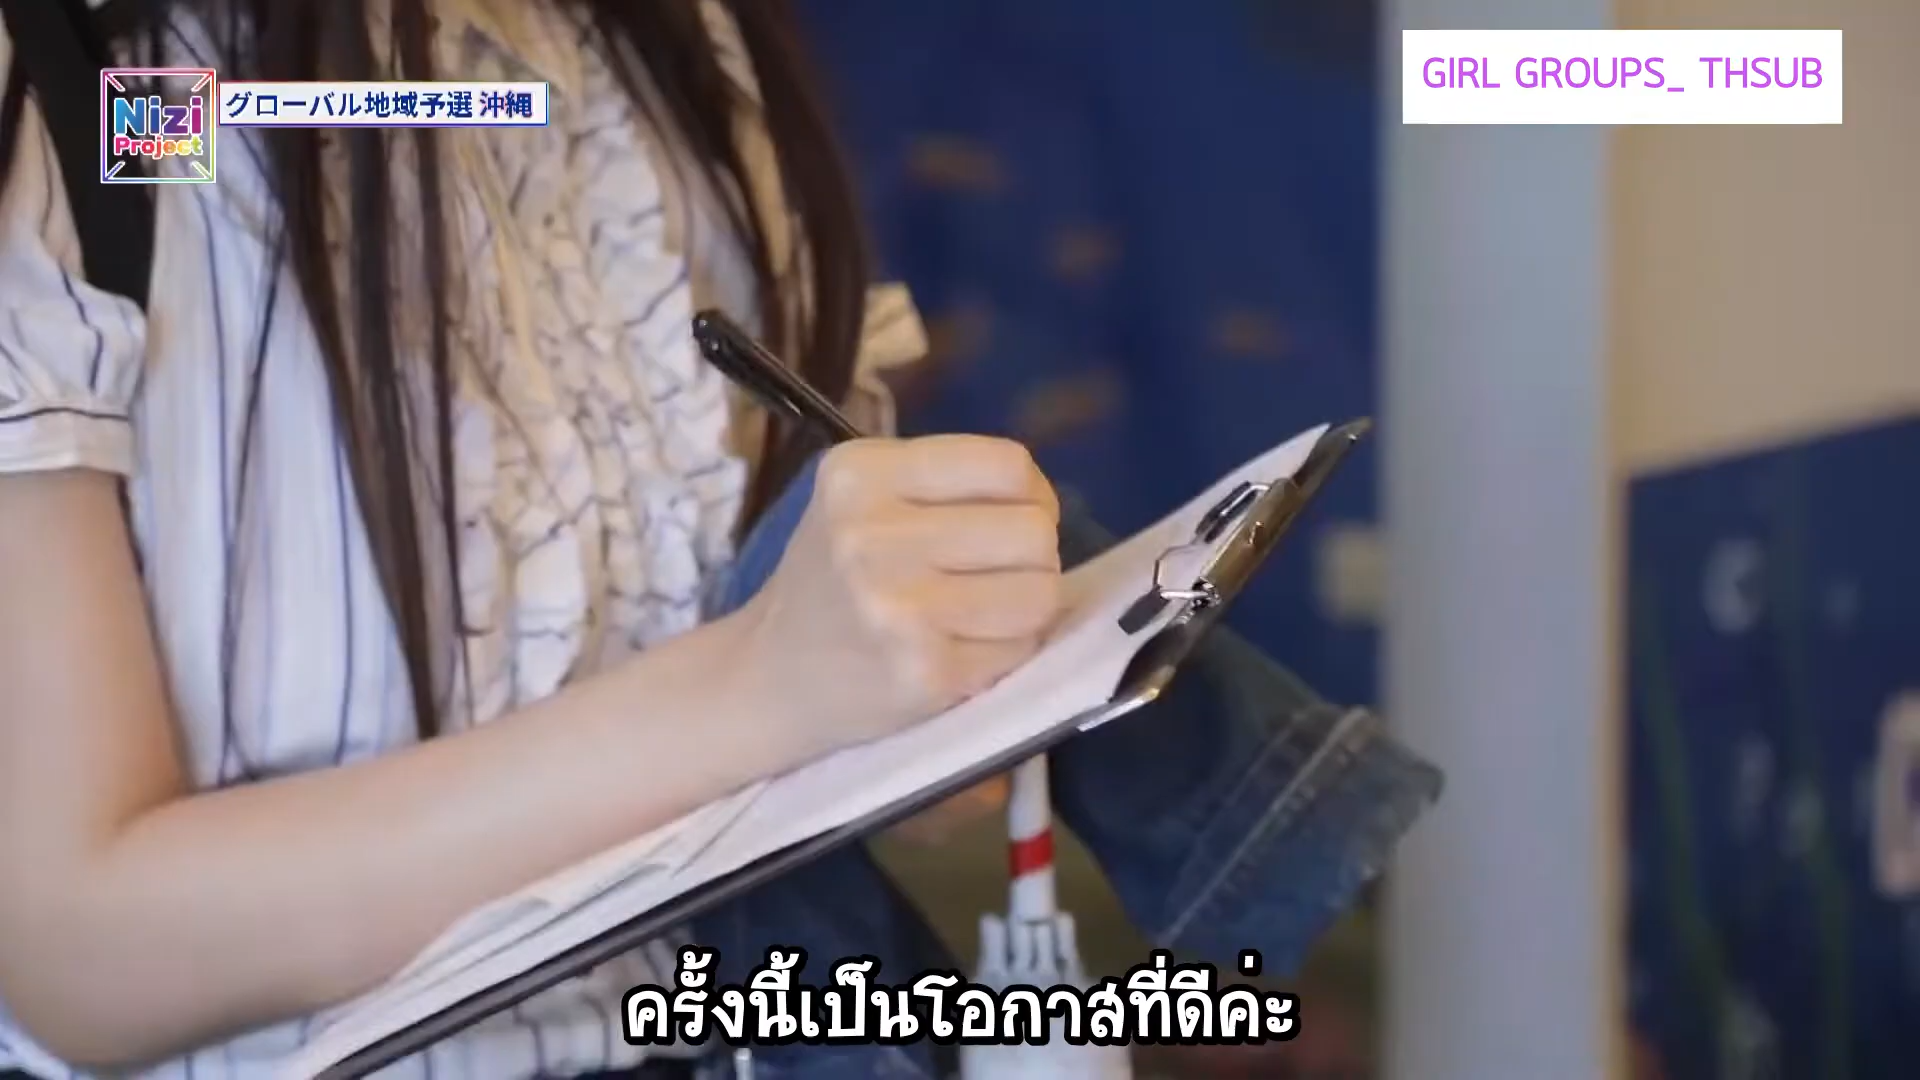 Nizi
Project
グローバル地域予選 沖縄
GIRL GROUPS_ THSUB
ครั้งนี้เป็นโอกาสที่ดีค่ะ